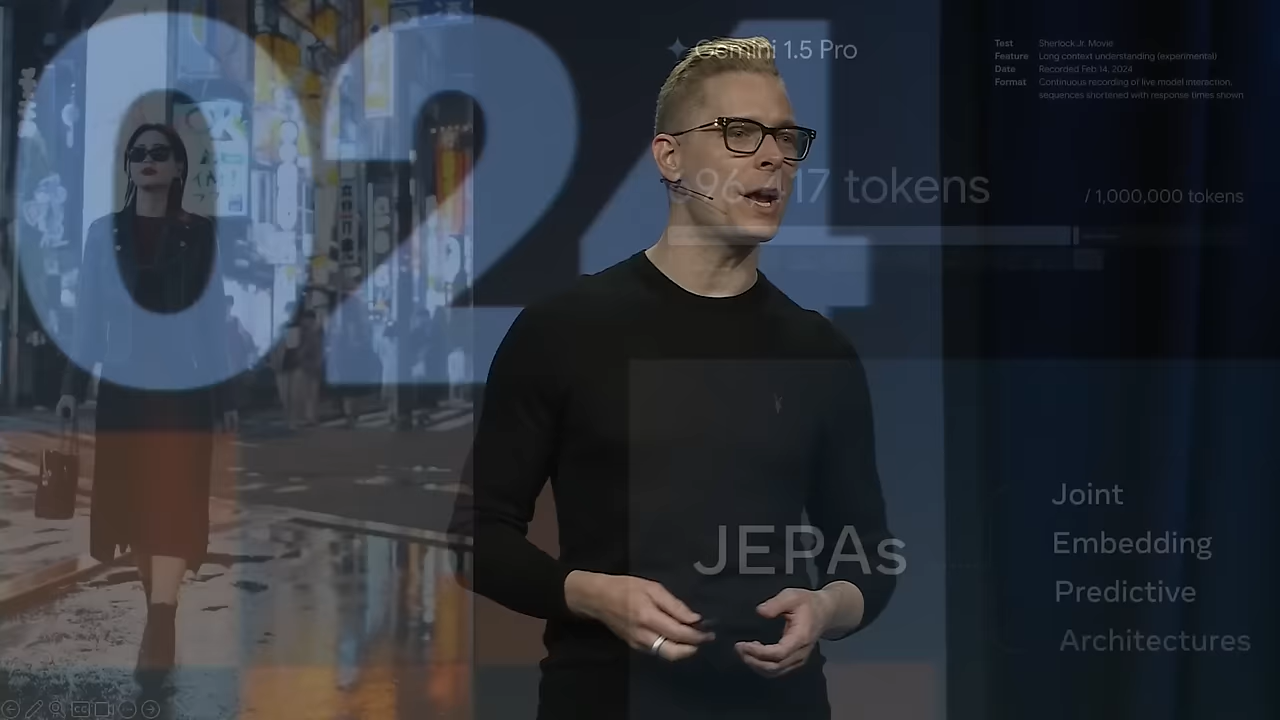 024
Gemini 1.5 Pro
Test Sherlock Jr. Movie
Feature Long context understanding (experimental)
Date Recorded Feb 14, 2024
Format Continuous recording of live model interaction,
sequences shortened with response times shown
tokens
/ 1,000,000 tokens
JEPAs
Joint
Embedding
Predictive
Architectures